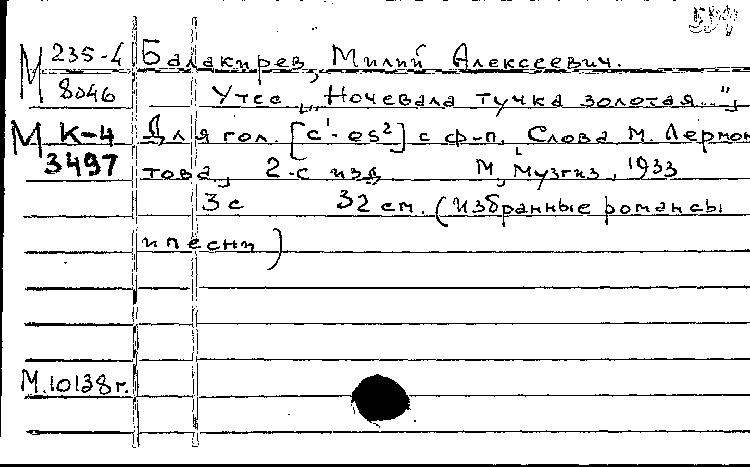 М 235-4 Балакирев, Милий Алексеевич.
8046 Утес „Ночевала тучка золотая..."
М К-4 Для гол. [c¹-es²] с ф-п. Слова М. Лермон
3497 това, 2-е изд. М, Музгиз, 1933
3 с 32 см. (Избранные романсы
и песни)
М.10138г.